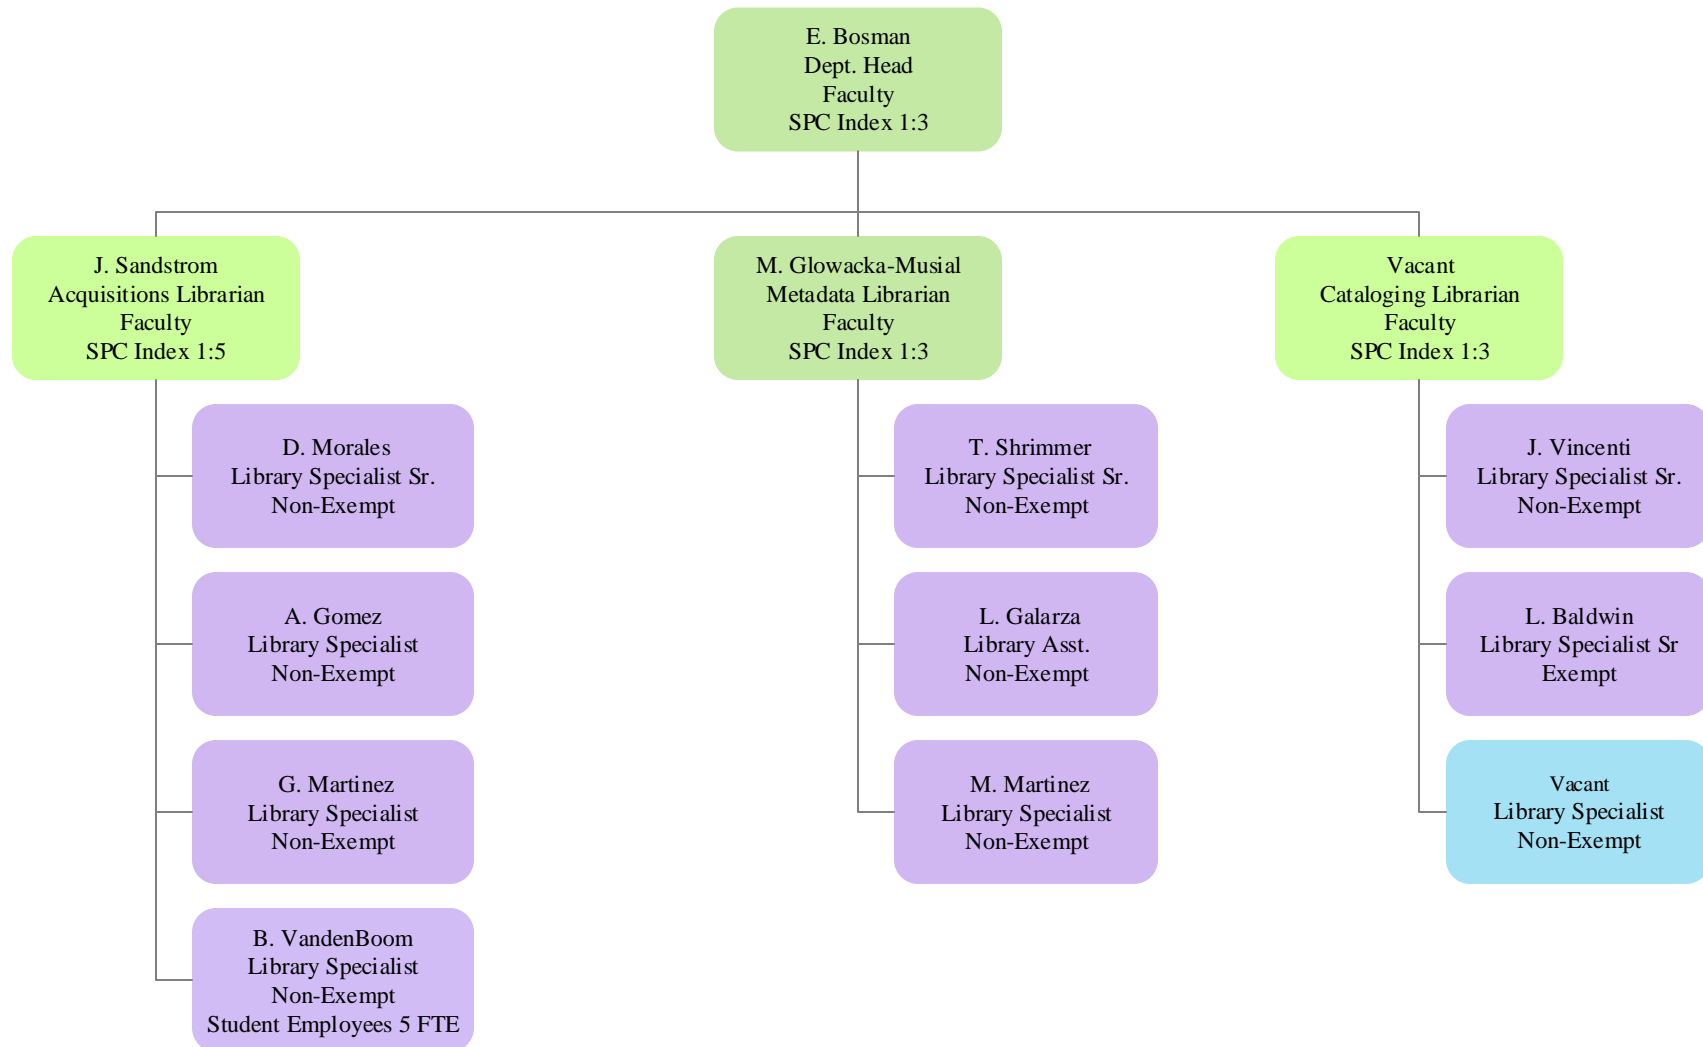 E. Bosman
Dept. Head
Faculty
SPC Index 1:3
J. Sandstrom
Acquisitions Librarian
Faculty
SPC Index 1:5
M. Glowacka-Musial
Metadata Librarian
Faculty
SPC Index 1:3
Vacant
Cataloging Librarian
Faculty
SPC Index 1:3
D. Morales
Library Specialist Sr.
Non-Exempt
A. Gomez
Library Specialist
Non-Exempt
G. Martinez
Library Specialist
Non-Exempt
B. VandenBoom
Library Specialist
Non-Exempt
Student Employees 5 FTE
T. Shrimmer
Library Specialist Sr.
Non-Exempt
L. Galarza
Library Asst.
Non-Exempt
M. Martinez
Library Specialist
Non-Exempt
J. Vincenti
Library Specialist Sr.
Non-Exempt
L. Baldwin
Library Specialist Sr
Exempt
Vacant
Library Specialist
Non-Exempt